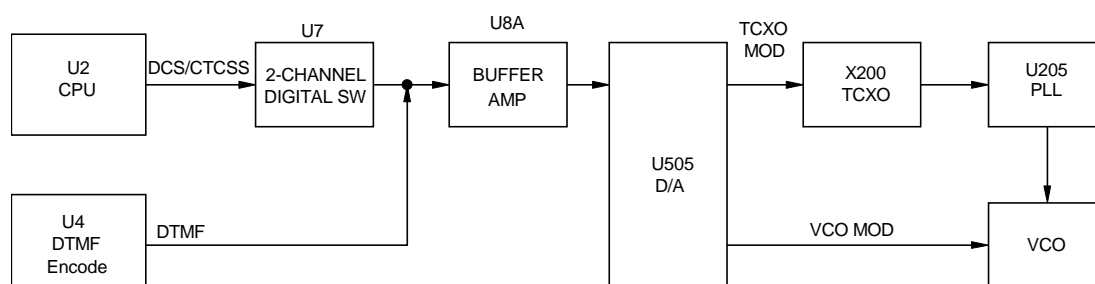 U2
CPU
DCS/CTCSS
U7
2-CHANNEL
DIGITAL SW
U8A
BUFFER
AMP
U505
D/A
TCXO
MOD
X200
TCXO
U205
PLL
U4
DTMF
Encode
DTMF
VCO MOD
VCO